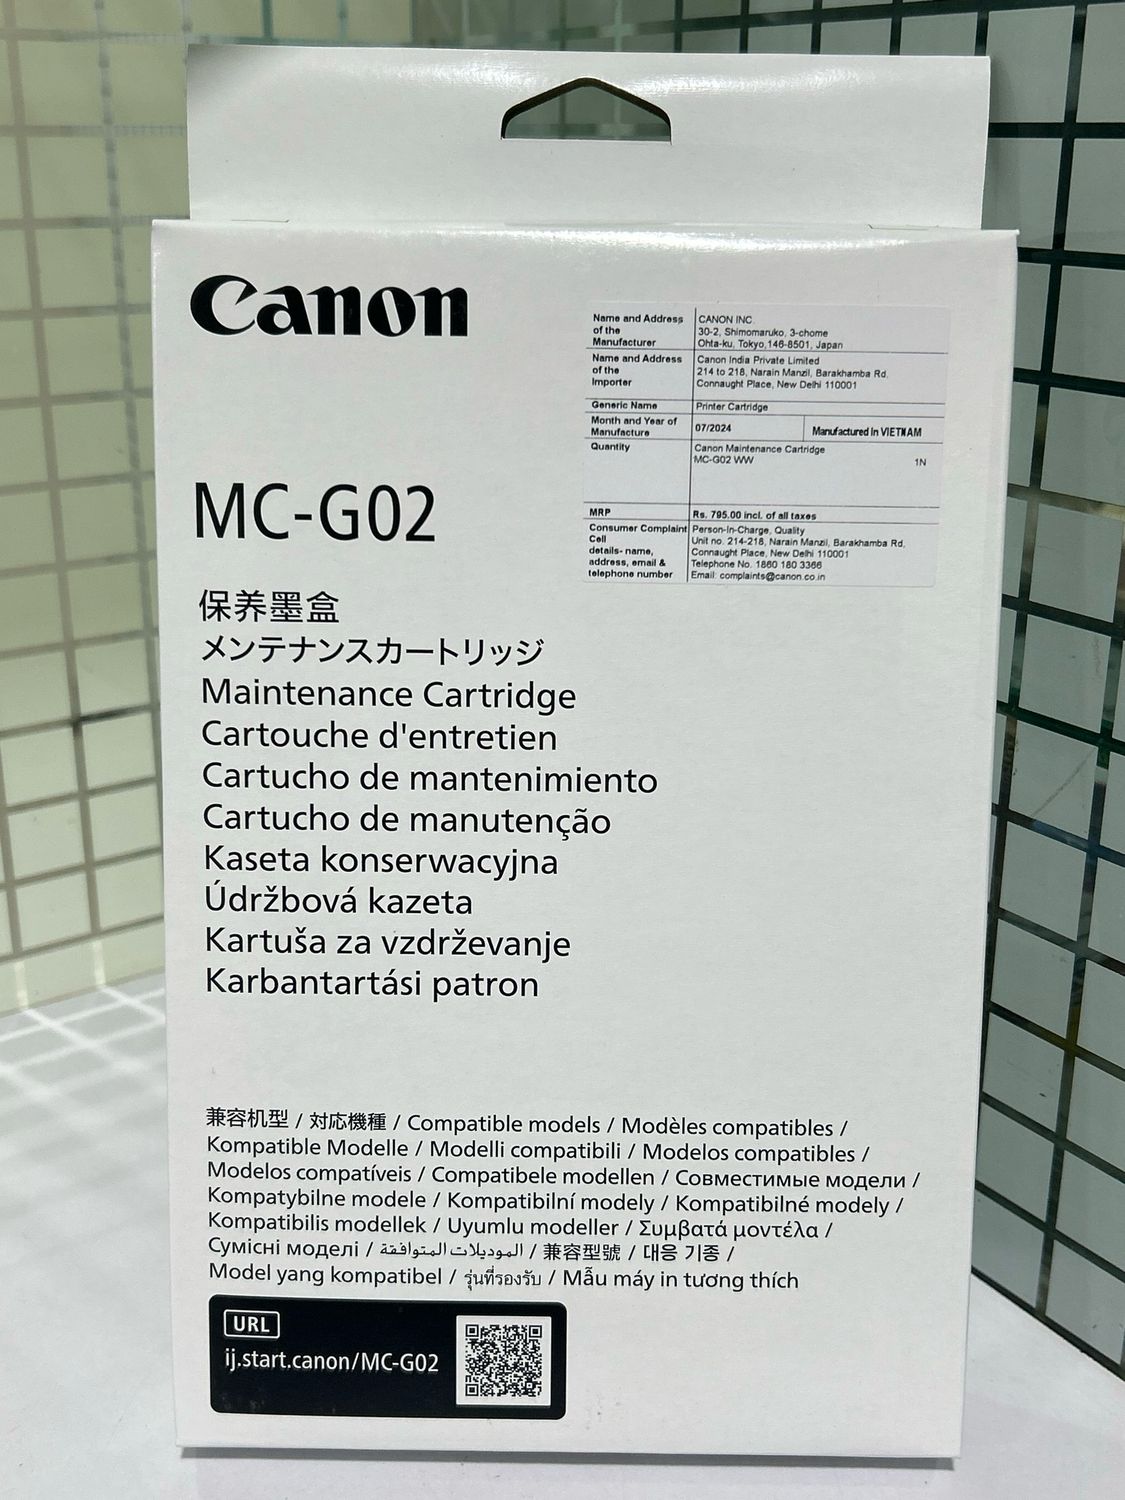 Canon
Name and Address of the Manufacturer
CANON INC.
30-2, Shimomaruko, 3-chome
Ohta-ku, Tokyo,146-8501, Japan
Name and Address of the Importer
Canon India Private Limited
214 to 218, Narain Manzil, Barakhamba Rd,
Connaught Place, New Delhi 110001
Generic Name
Printer Cartridge
Month and Year of Manufacture
07/2024
Manufactured In VIETNAM
Quantity
Canon Maintenance Cartridge
MC-G02 WW
1N
MRP
Rs. 795.00 incl. of all taxes
Consumer Complaint Cell details- name, address, email & telephone number
Person-In-Charge, Quality
Unit no. 214-218, Narain Manzil, Barakhamba Rd,
Connaught Place, New Delhi 110001
Telephone No. 1860 180 3366
Email: complaints@canon.co.in
MC-G02
保养墨盒
メンテナンスカートリッジ
Maintenance Cartridge
Cartouche d'entretien
Cartucho de mantenimiento
Cartucho de manutenção
Kaseta konserwacyjna
Údržbová kazeta
Kartuša za vzdrževanje
Karbantartási patron
兼容机型 / 対応機種 / Compatible models / Modèles compatibles /
Kompatible Modelle / Modelli compatibili / Modelos compatibles /
Modelos compatíveis / Compatibele modellen / Совместимые модели /
Kompatybilne modele / Kompatibilní modely / Kompatibilné modely /
Kompatibilis modellek / Uyumlu modeller / Συμβατά μοντέλα /
Сумісні моделі / الموديلات المتوافقة / 兼容型號 / 대응 기종 /
Model yang kompatibel / รุ่นที่รองรับ / Mẫu máy in tương thích
URL
ij.start.canon/MC-G02